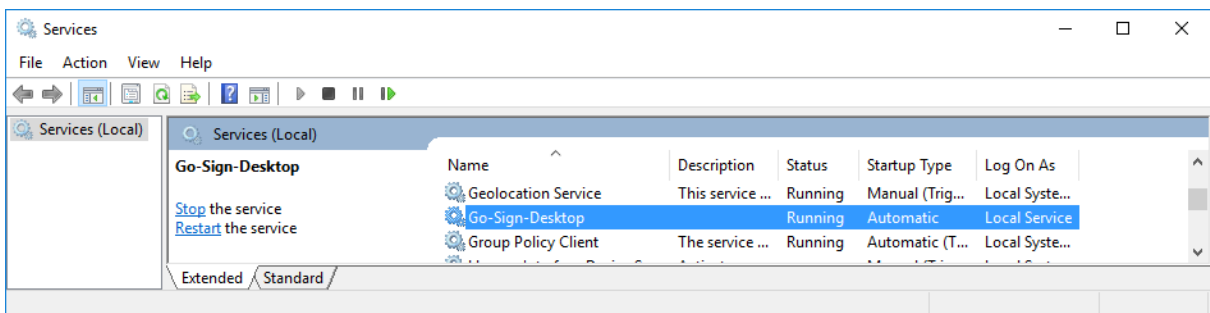 Services
File Action View Help
Services (Local)
Services (Local)
Go-Sign-Desktop
Stop the service
Restart the service
Name Description Status Startup Type Log On As
Geolocation Service This service ... Running Manual (Trig... Local Syste...
Go-Sign-Desktop Running Automatic Local Service
Group Policy Client The service ... Running Automatic (T... Local Syste...
Extended Standard